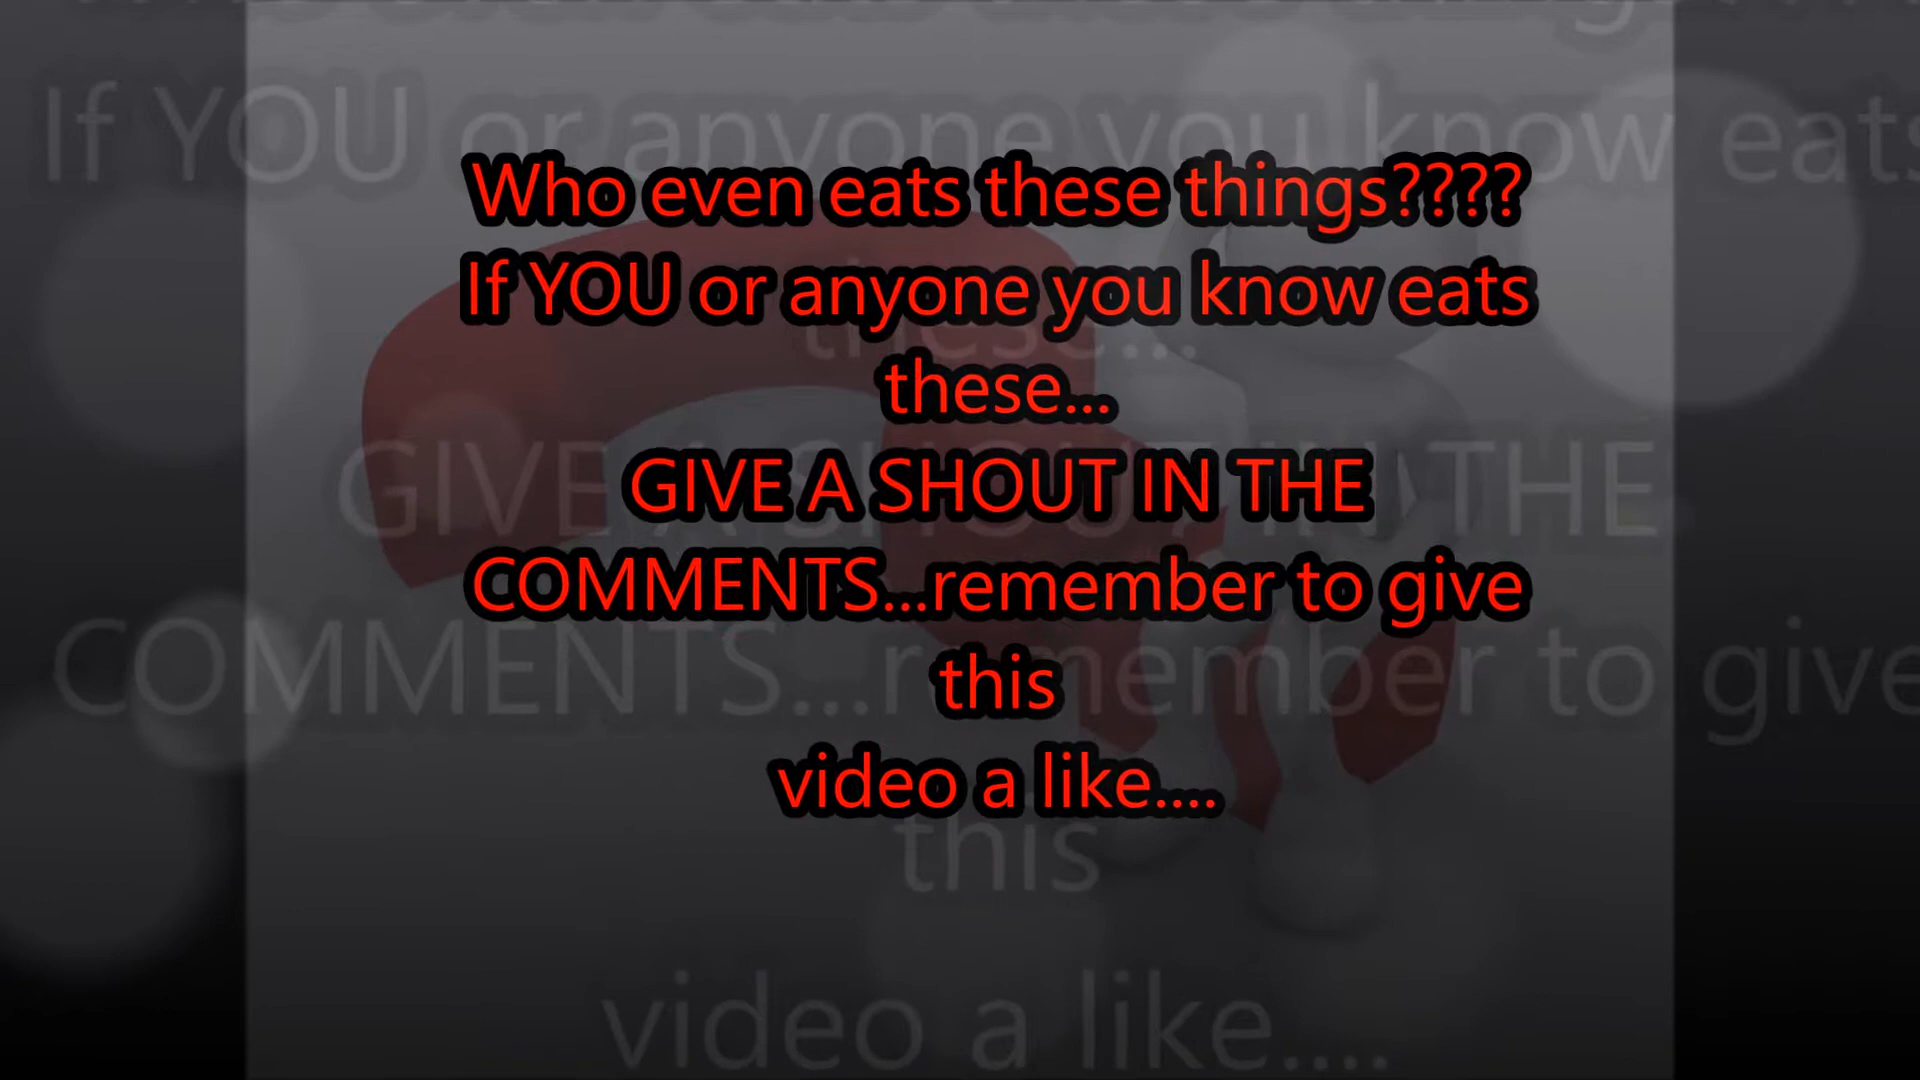 Who even eats these things????
If YOU or anyone you know eats
these...
GIVE A SHOUT IN THE
COMMENTS...remember to give
this
video a like....